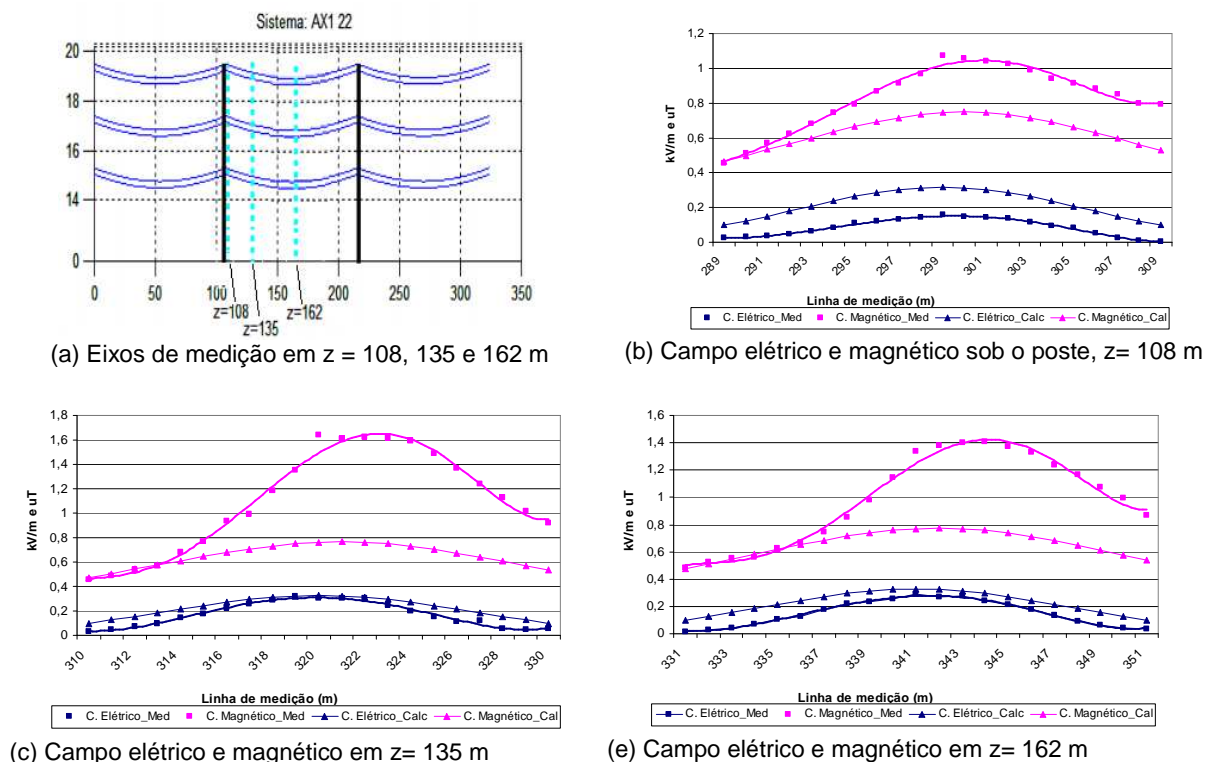 Sistema: AX1 22
20
18
16
14
0
0 50 100 150 200 250 300 350
z=108
z=135
z=162
(a) Eixos de medição em z = 108, 135 e 162 m
1,2
1
0,8
0,6
0,4
0,2
0
kV/m e uT
289 291 293 295 297 299 301 303 305 307 309
Linha de medição (m)
C. Elétrico_Med C. Magnético_Med C. Elétrico_Calc C. Magnético_Cal
(b) Campo elétrico e magnético sob o poste, z= 108 m
1,8
1,6
1,4
1,2
1
0,8
0,6
0,4
0,2
0
kV/m e uT
310 312 314 316 318 320 322 324 326 328 330
Linha de medição (m)
C. Elétrico_Med C. Magnético_Med C. Elétrico_Calc C. Magnético_Cal
(c) Campo elétrico e magnético em z= 135 m
1,6
1,4
1,2
1
0,8
0,6
0,4
0,2
0
kV/m e uT
331 333 335 337 339 341 343 345 347 349 351
Linha de medição (m)
C. Elétrico_Med C. Magnético_Med C. Elétrico_Calc C. Magnético_Cal
(e) Campo elétrico e magnético em z= 162 m